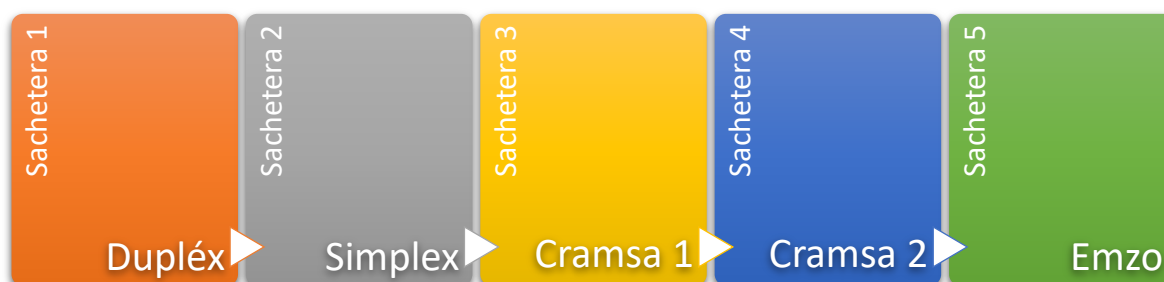 Sachetera 1
Dupléx
Sachetera 2
Simplex
Sachetera 3
Cramsa 1
Sachetera 4
Cramsa 2
Sachetera 5
Emzo